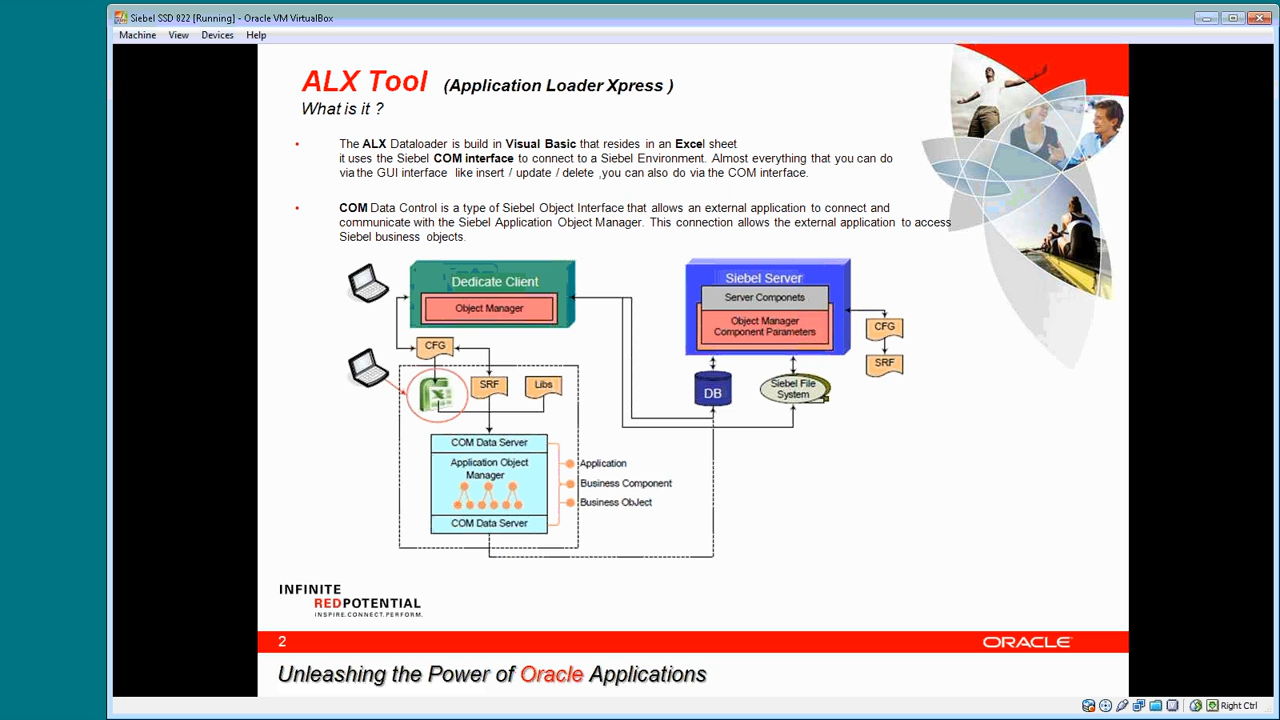 Siebel SSD 822 [Running] - Oracle VM VirtualBox
Machine View Devices Help
ALX Tool (Application Loader Xpress )
What is it ?
• The ALX Dataloader is build in Visual Basic that resides in an Excel sheet
it uses the Siebel COM interface to connect to a Siebel Environment. Almost everything that you can do
via the GUI interface like insert / update / delete ,you can also do via the COM interface.
• COM Data Control is a type of Siebel Object Interface that allows an external application to connect and
communicate with the Siebel Application Object Manager. This connection allows the external application to access
Siebel business objects.
Dedicate Client
Object Manager
Siebel Server
Server Componets
Object Manager
Component Parameters
CFG
SRF
CFG
SRF
Libs
DB
Siebel File
System
COM Data Server
Application Object
Manager
COM Data Server
Application
Business Component
Business ObJect
INFINITE
REDPOTENTIAL
INSPIRE.CONNECT.PERFORM.
2
ORACLE
Unleashing the Power of Oracle Applications
Right Ctrl